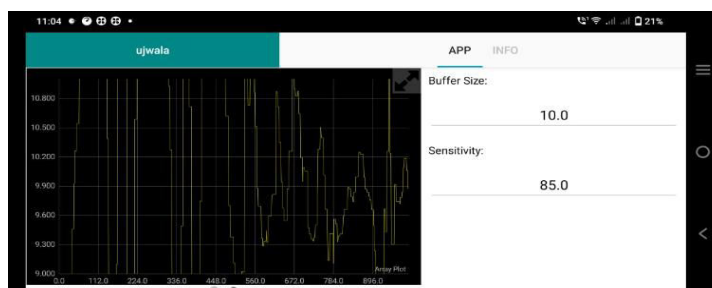 11:04
21%
ujwala
APP INFO
Buffer Size:
10.0
Sensitivity:
85.0
10.800
10.500
10.200
9.900
9.600
9.300
9.000
0.0 112.0 224.0 336.0 448.0 560.0 672.0 784.0 896.0
Array Plot